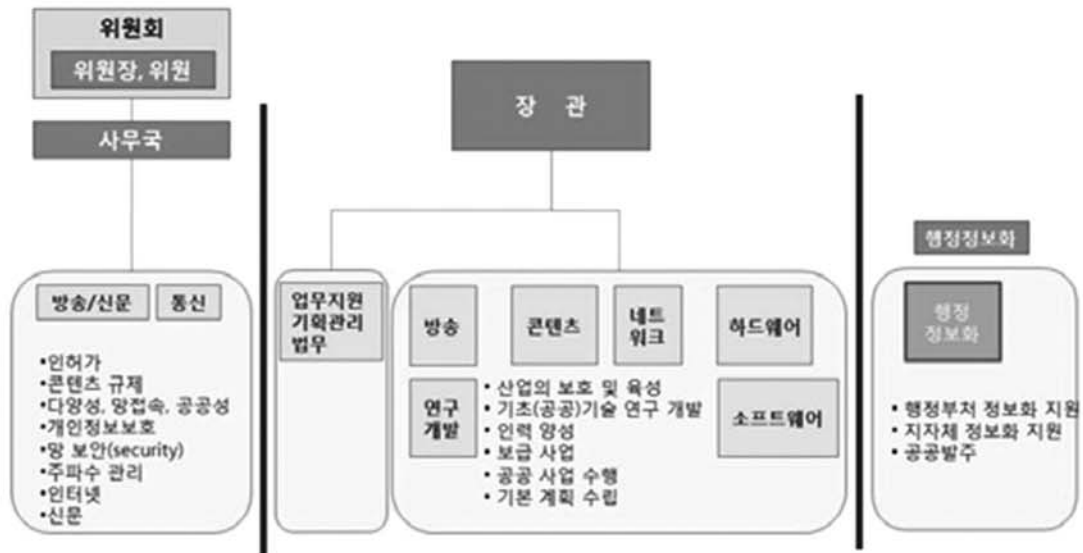 위원회
위원장, 위원
사무국
방송/신문
통신
•인허가
•콘텐츠 규제
•다양성, 망접속, 공공성
•개인정보보호
•망 보안(security)
•주파수 관리
•인터넷
•신문
장 관
업무지원
기획관리
법무
방송
콘텐츠
네트
워크
하드웨어
연구
개발
소프트웨어
• 산업의 보호 및 육성
• 기초(공공)기술 연구 개발
• 인력 양성
• 보급 사업
• 공공 사업 수행
• 기본 계획 수립
행정정보화
행정
정보화
• 행정부처 정보화 지원
• 지자체 정보화 지원
• 공공발주